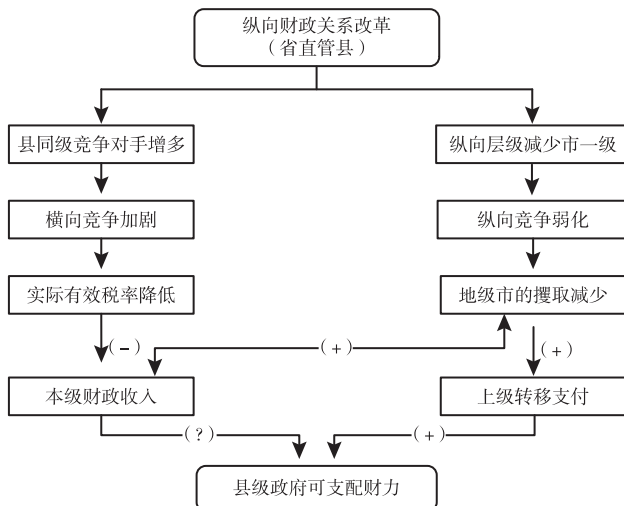 纵向财政关系改革
（省直管县）
县同级竞争对手增多
纵向层级减少市一级
横向竞争加剧
纵向竞争弱化
实际有效税率降低
地级市的攫取减少
(-)
(+)
(+)
本级财政收入
上级转移支付
(?)
(+)
县级政府可支配财力